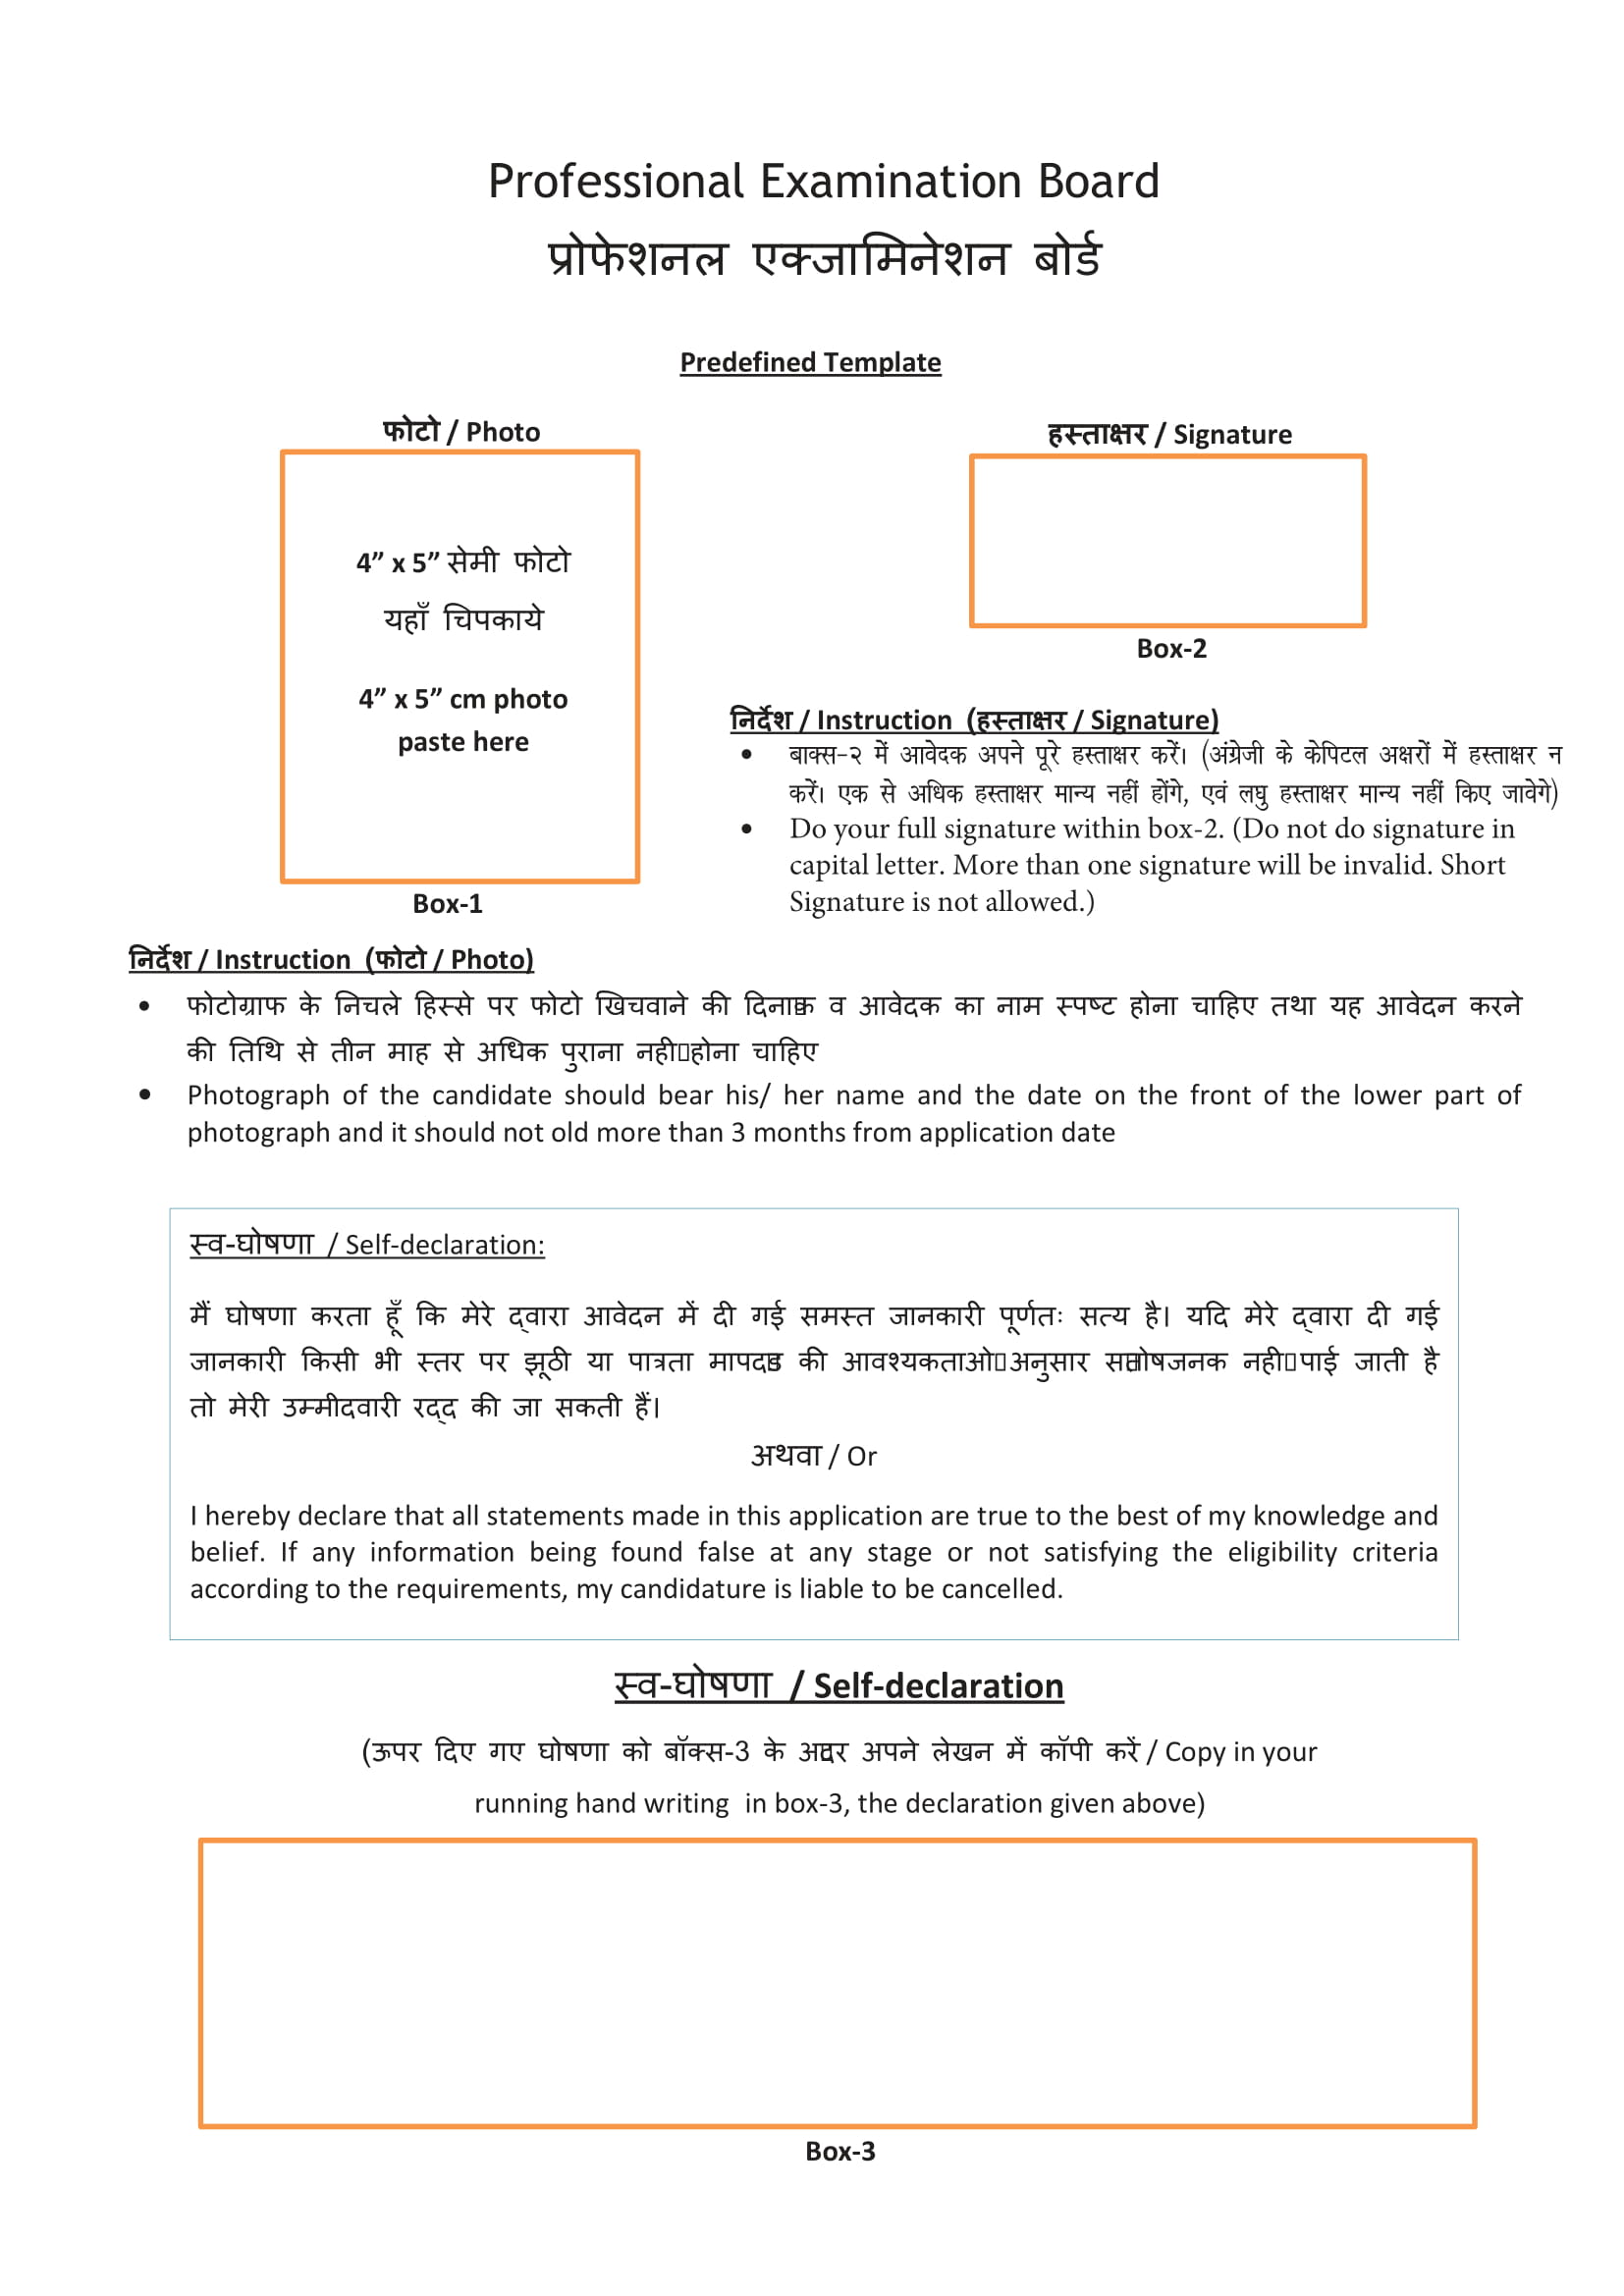 Professional Examination Board
प्रोफेशनल एक्जामिनेशन बोर्ड
Predefined Template
फोटो / Photo
4” x 5” सेमी फोटो
यहाँ चिपकाये
4” x 5” cm photo
paste here
Box-1
हस्ताक्षर / Signature
Box-2
निर्देश / Instruction (हस्ताक्षर / Signature)
• बाक्स-२ में आवेदक अपने पूरे हस्ताक्षर करें। (अंग्रेजी के केपिटल अक्षरों में हस्ताक्षर न
करें। एक से अधिक हस्ताक्षर मान्य नहीं होंगे, एवं लघु हस्ताक्षर मान्य नहीं किए जावेगे)
• Do your full signature within box-2. (Do not do signature in
capital letter. More than one signature will be invalid. Short
Signature is not allowed.)
निर्देश / Instruction (फोटो / Photo)
• फोटोग्राफ के निचले हिस्से पर फोटो खिचवाने की व आवेदक का नाम स्पष्ट होना चाहिए तथा यह आवेदन करने
की तिथि से तीन माह से अधिक पुराना नही होना चाहिए
• Photograph of the candidate should bear his/ her name and the date on the front of the lower part of
photograph and it should not old more than 3 months from application date
स्व-घोषणा / Self-declaration:
मैं घोषणा करता हूँ कि मेरे द्वारा आवेदन में दी गई समस्त जानकारी पूर्णतः सत्य है। यदि मेरे द्वारा दी गई
जानकारी किसी भी स्तर पर झूठी या पात्रता की आवश्यकताओ अनुसार नही पाई जाती है
तो मेरी उम्मीदवारी रद्द की जा सकती हैं।
अथवा / Or
I hereby declare that all statements made in this application are true to the best of my knowledge and
belief. If any information being found false at any stage or not satisfying the eligibility criteria
according to the requirements, my candidature is liable to be cancelled.
स्व-घोषणा / Self-declaration
(ऊपर दिए गए घोषणा को बॉक्स-3 के अपने लेखन में कॉपी करें / Copy in your
running hand writing in box-3, the declaration given above)
Box-3